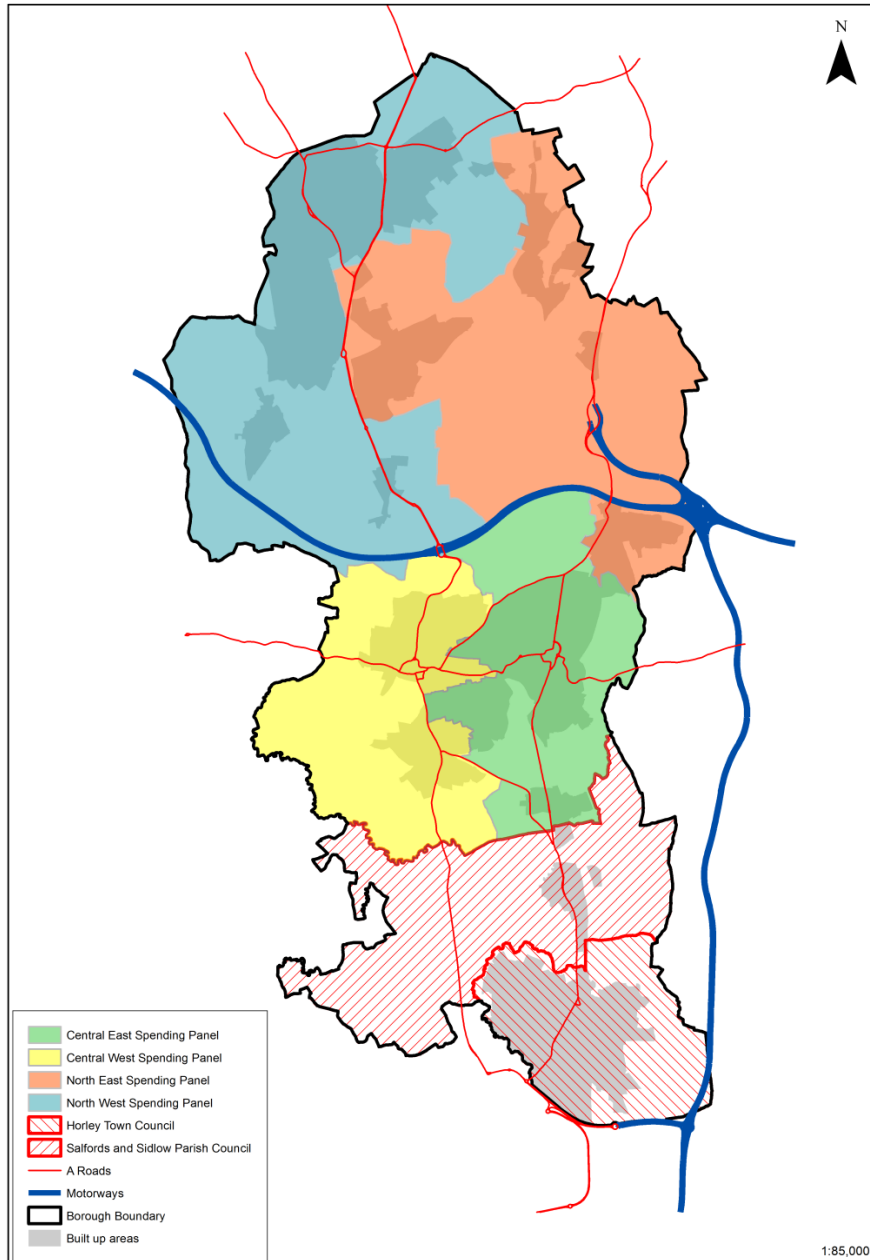 N
Central East Spending Panel
Central West Spending Panel
North East Spending Panel
North West Spending Panel
Horley Town Council
Salfords and Sidlow Parish Council
A Roads
Motorways
Borough Boundary
Built up areas
1:85,000